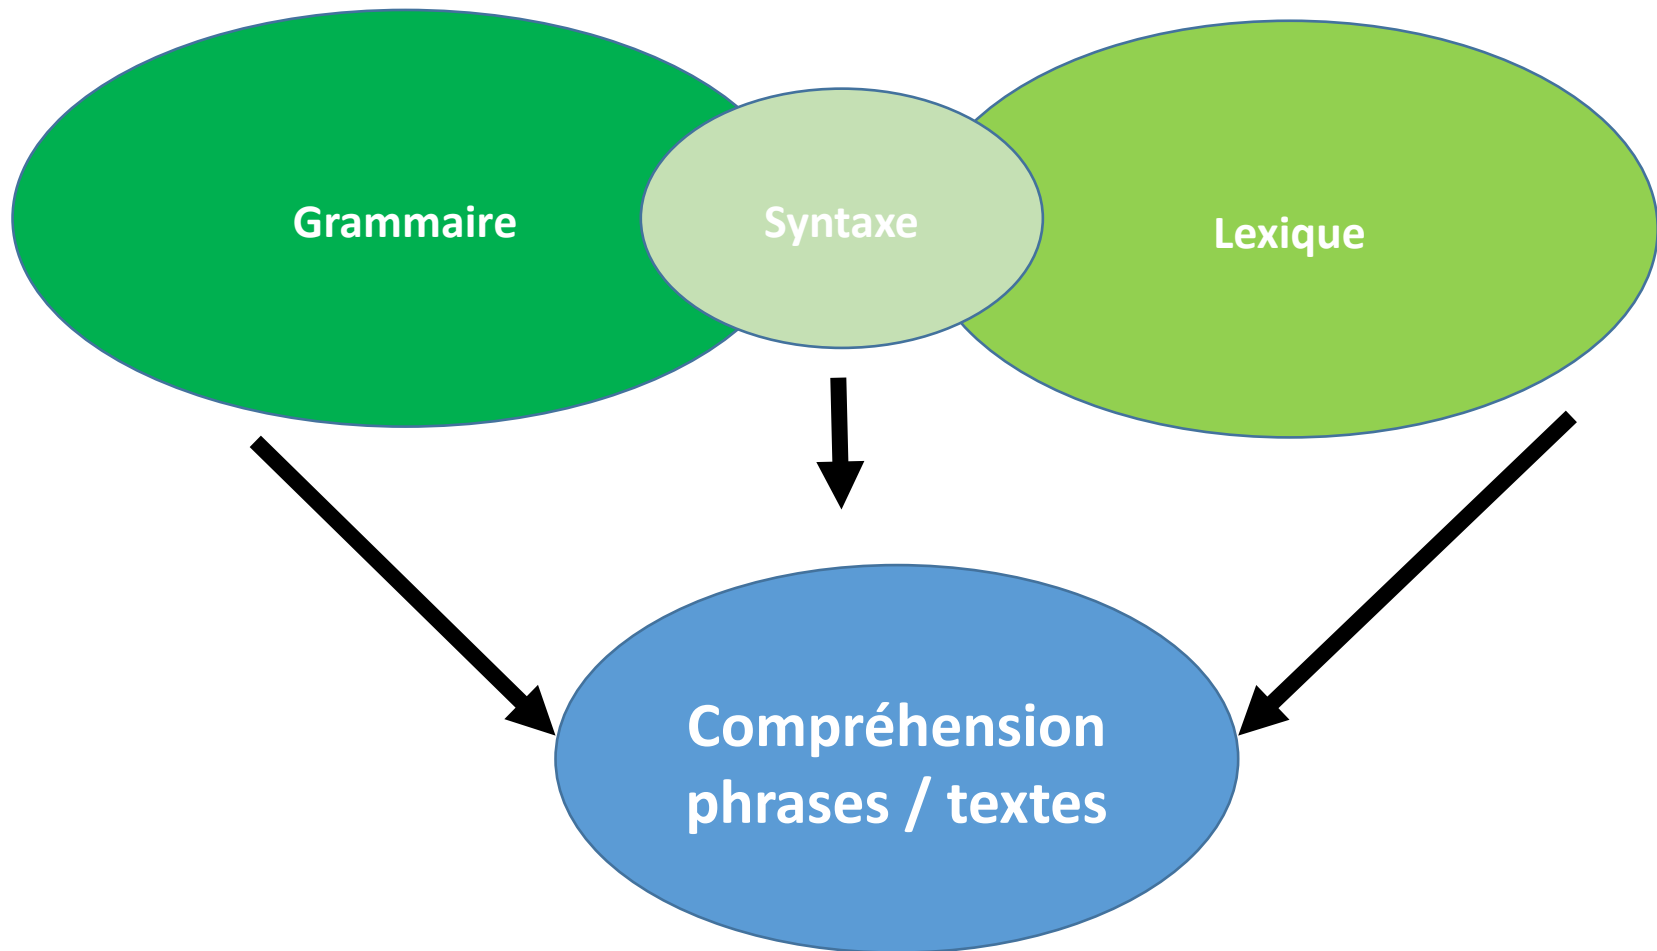 Grammaire
Syntaxe
Lexique
Compréhension
phrases / textes